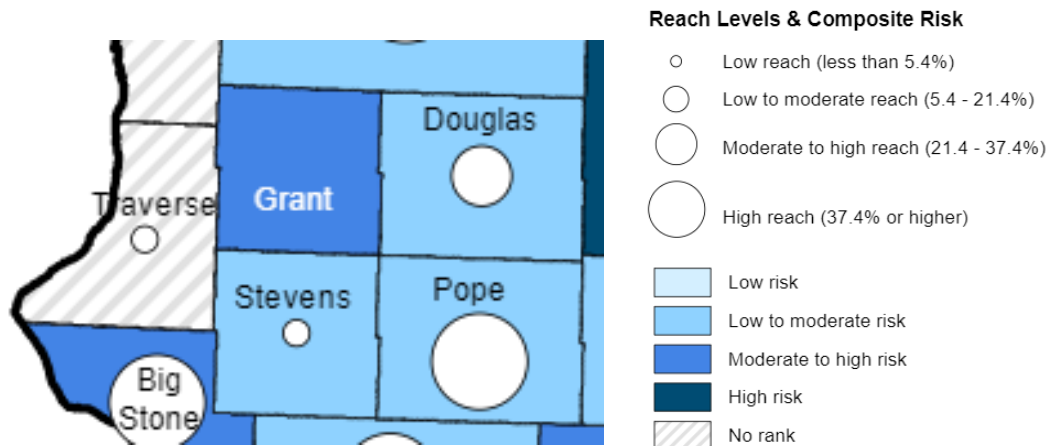 Reach Levels & Composite Risk
Low reach (less than 5.4%)
Low to moderate reach (5.4 - 21.4%)
Moderate to high reach (21.4 - 37.4%)
High reach (37.4% or higher)
Low risk
Low to moderate risk
Moderate to high risk
High risk
No rank
Douglas
Traverse
Grant
Stevens
Pope
Big
Stone